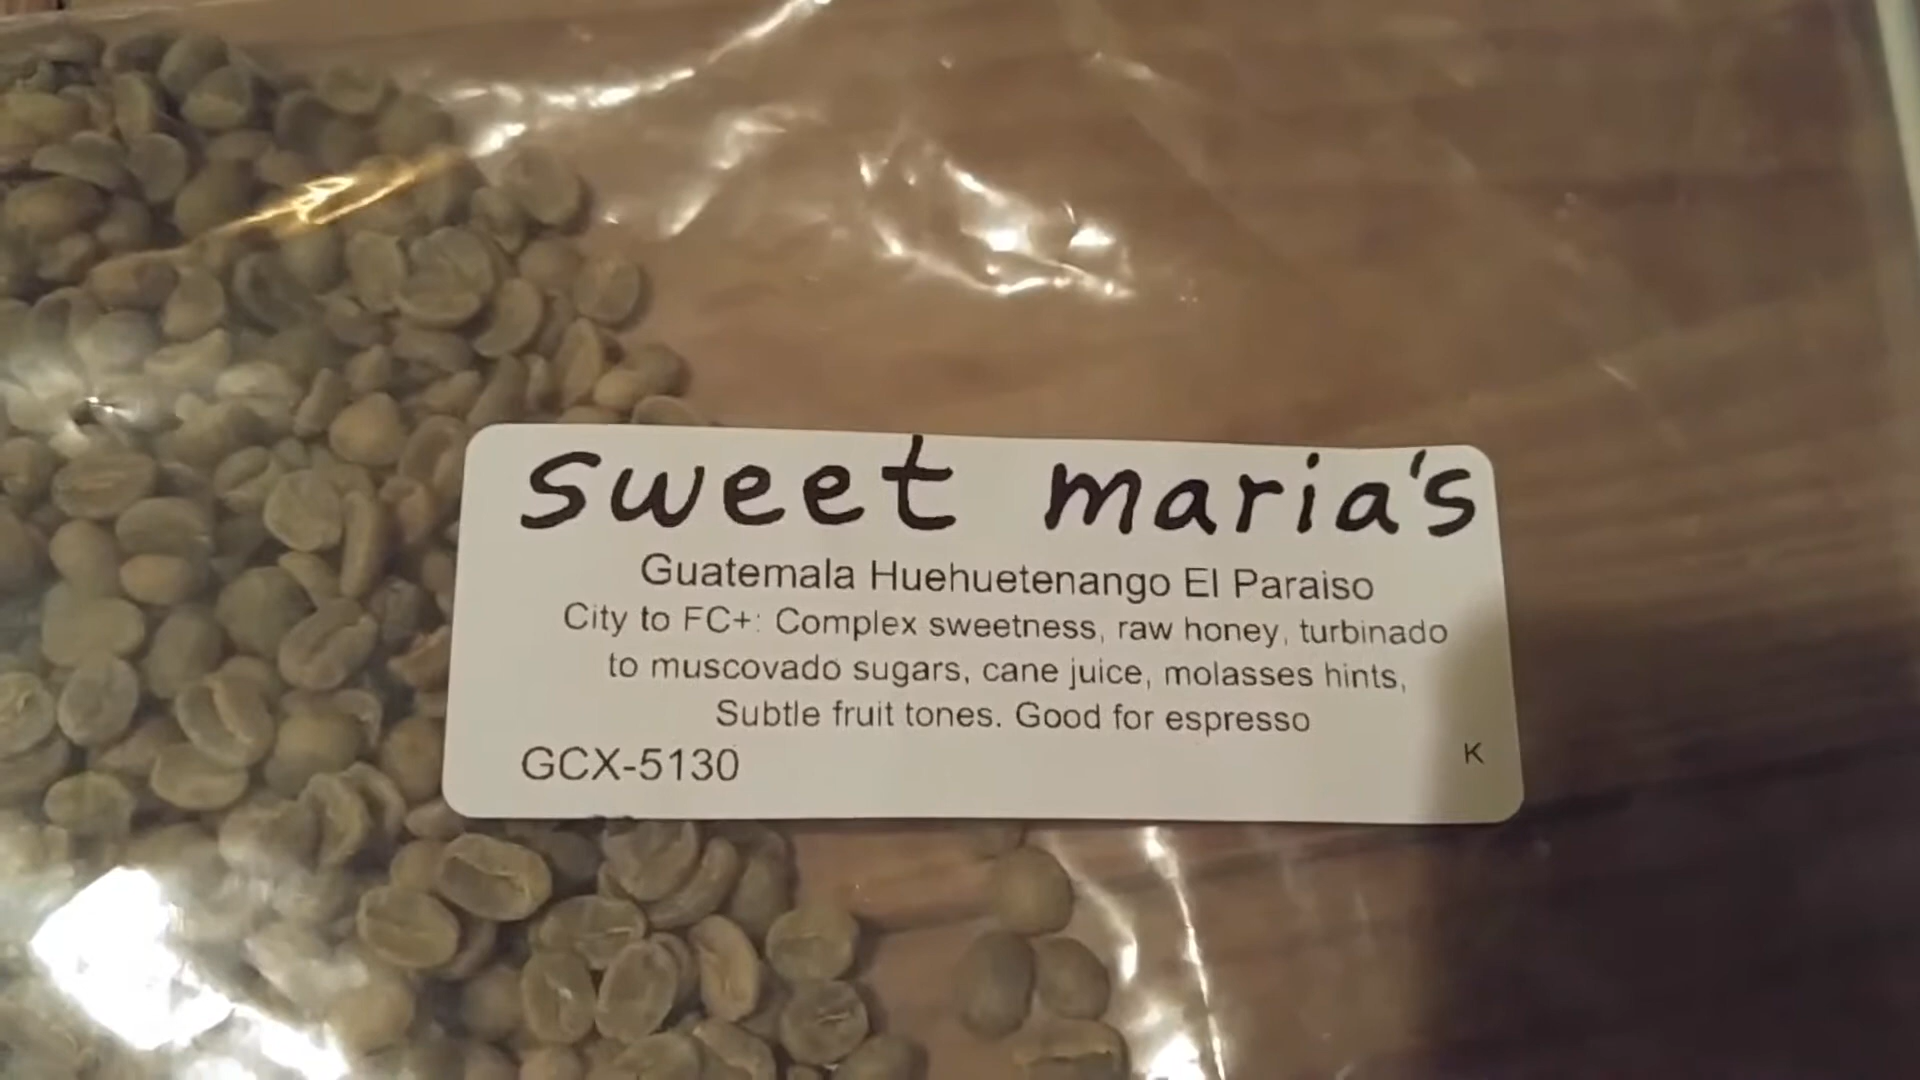 sweet maria's
Guatemala Huehuetenango El Paraiso
City to FC+: Complex sweetness, raw honey, turbinado
to muscovado sugars, cane juice, molasses hints,
Subtle fruit tones. Good for espresso
GCX-5130
K